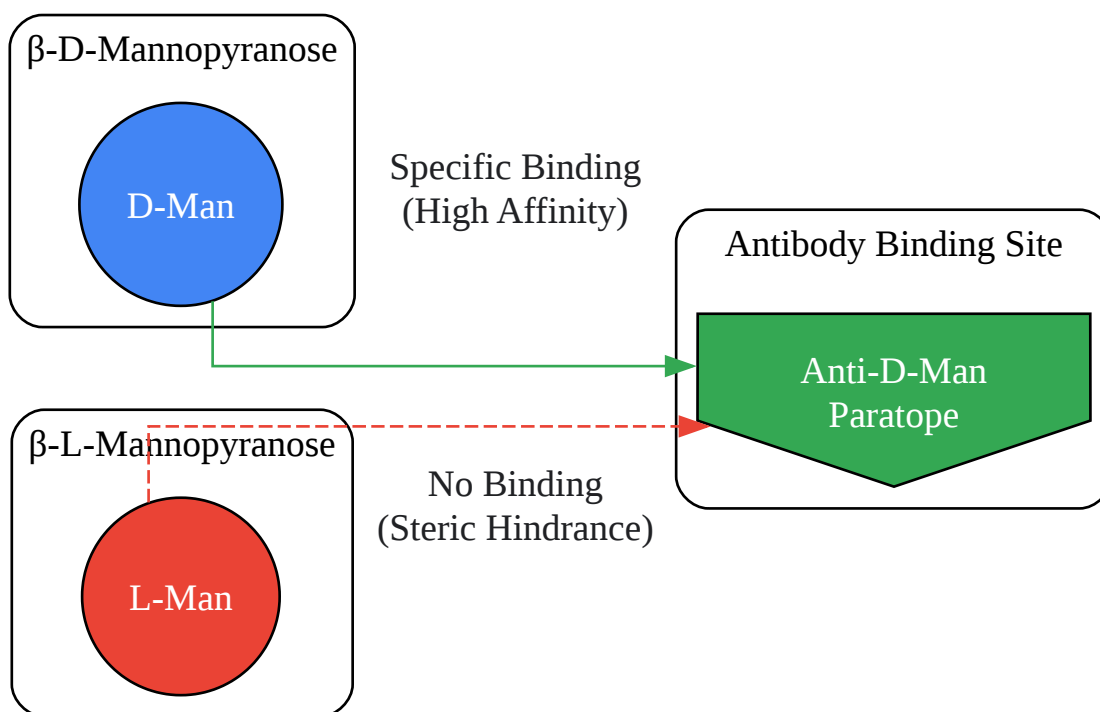 β-D-Mannopyranose
D-Man
Specific Binding
(High Affinity)
Antibody Binding Site
Anti-D-Man
Paratope
β-L-Mannopyranose
No Binding
(Steric Hindrance)
L-Man